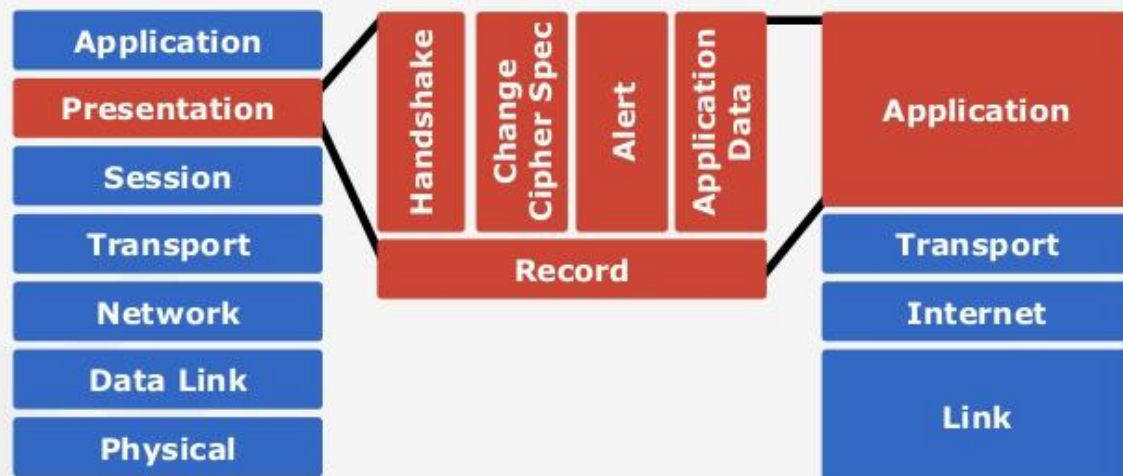 Application
Presentation
Session
Transport
Network
Data Link
Physical
Handshake
Change
Cipher Spec
Alert
Application
Data
Record
Application
Transport
Internet
Link